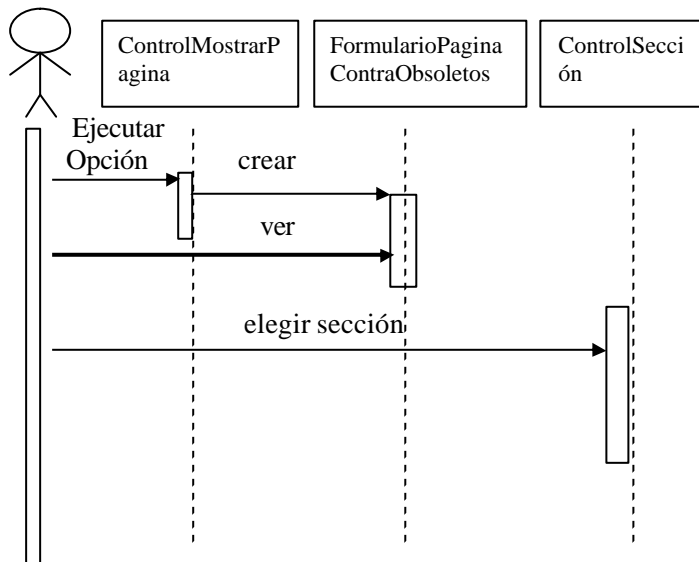 ControlMostrarP
agina
FormularioPagina
ContraObsoletos
ControlSecci
ón
Ejecutar
Opción
crear
ver
elegir sección